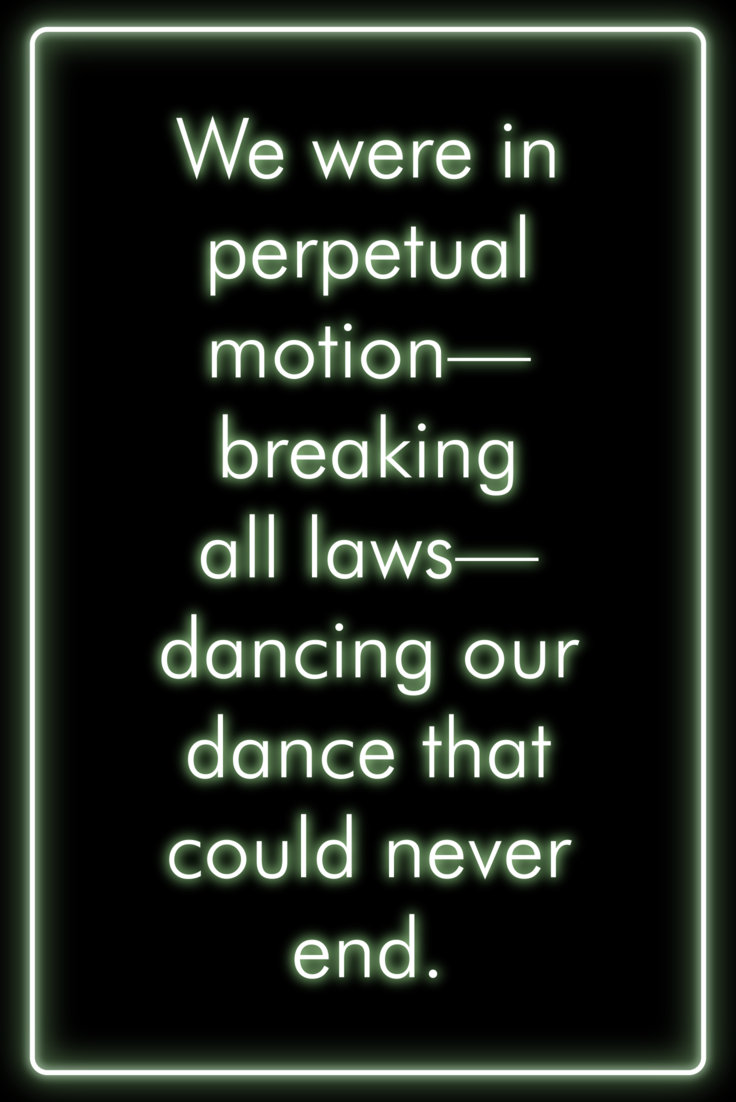 We were in
perpetual
motion—
breaking
all laws—
dancing our
dance that
could never
end.